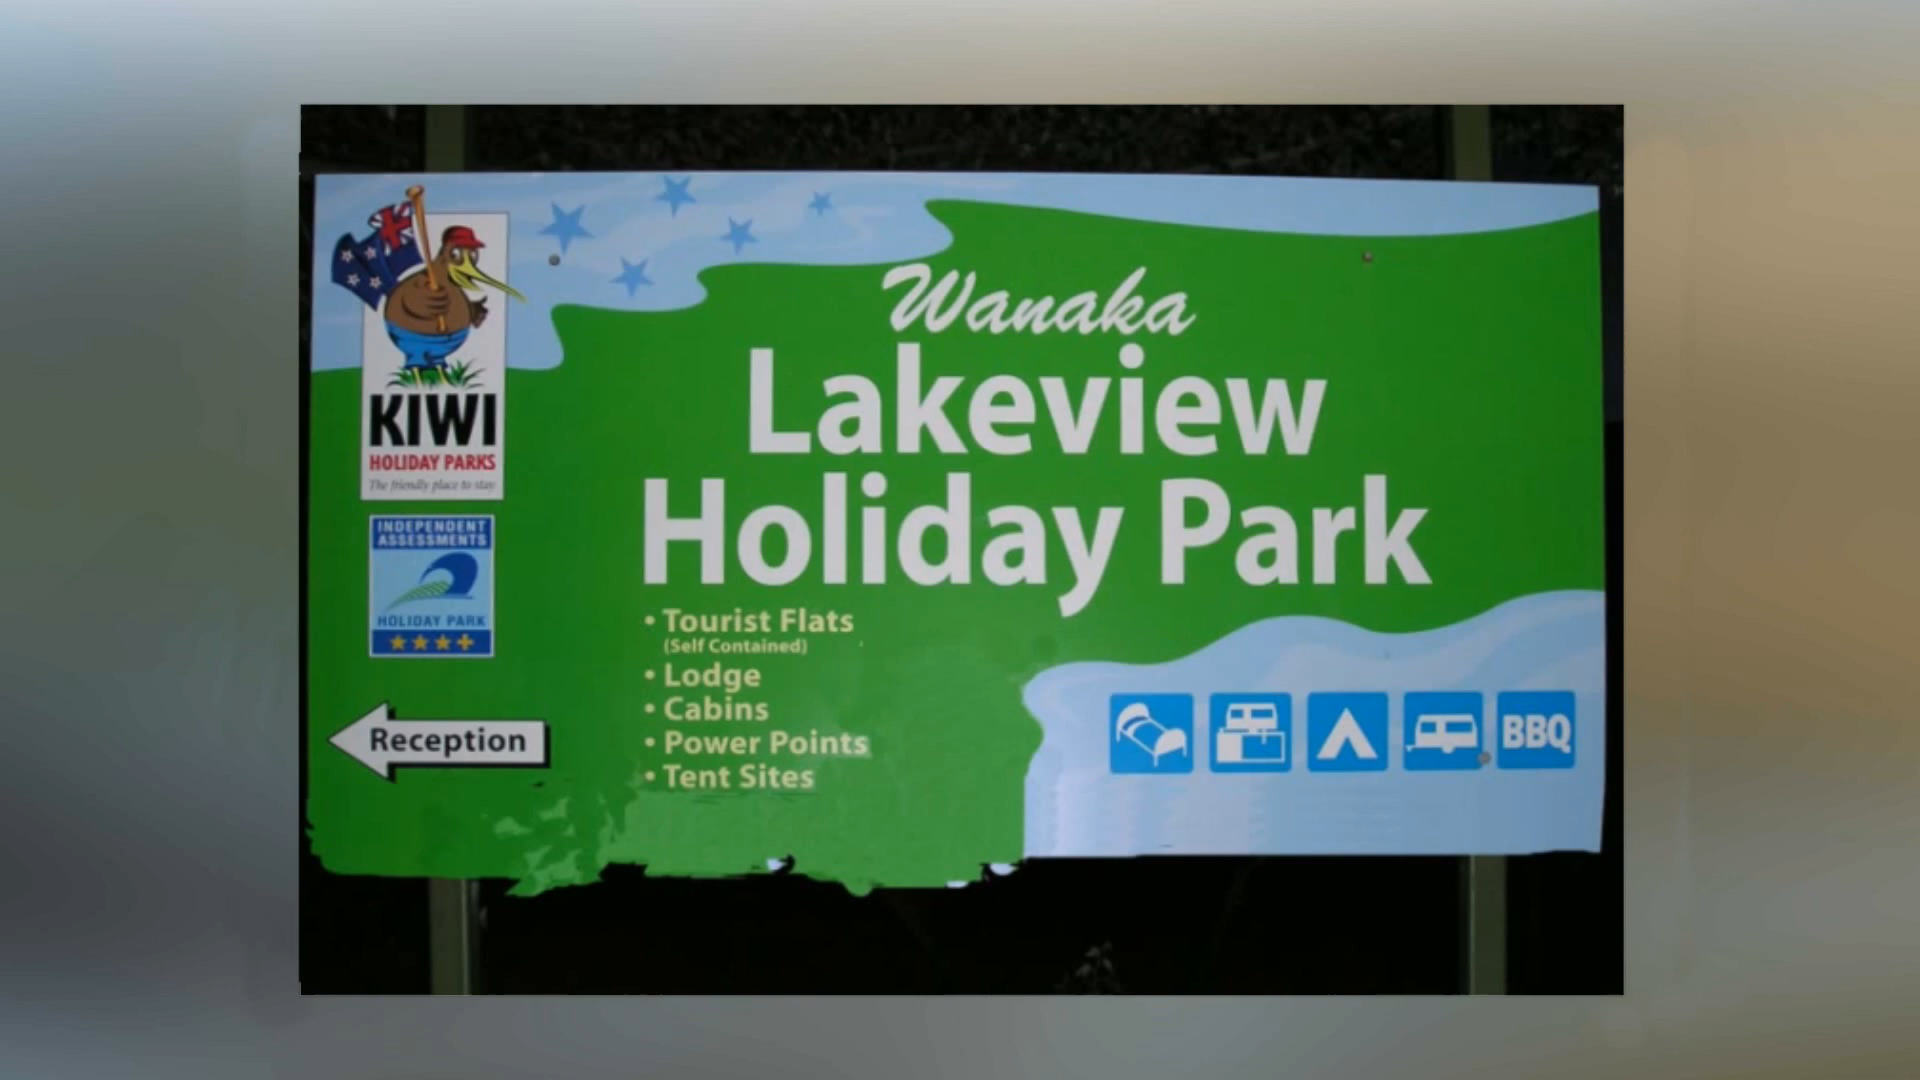 Wanaka
Lakeview
Holiday Park
KIWI
HOLIDAY PARKS
The friendly place to stay
INDEPENDENT
ASSESSMENTS
HOLIDAY PARK
Reception
• Tourist Flats
(Self Contained)
• Lodge
• Cabins
• Power Points
• Tent Sites
BBQ